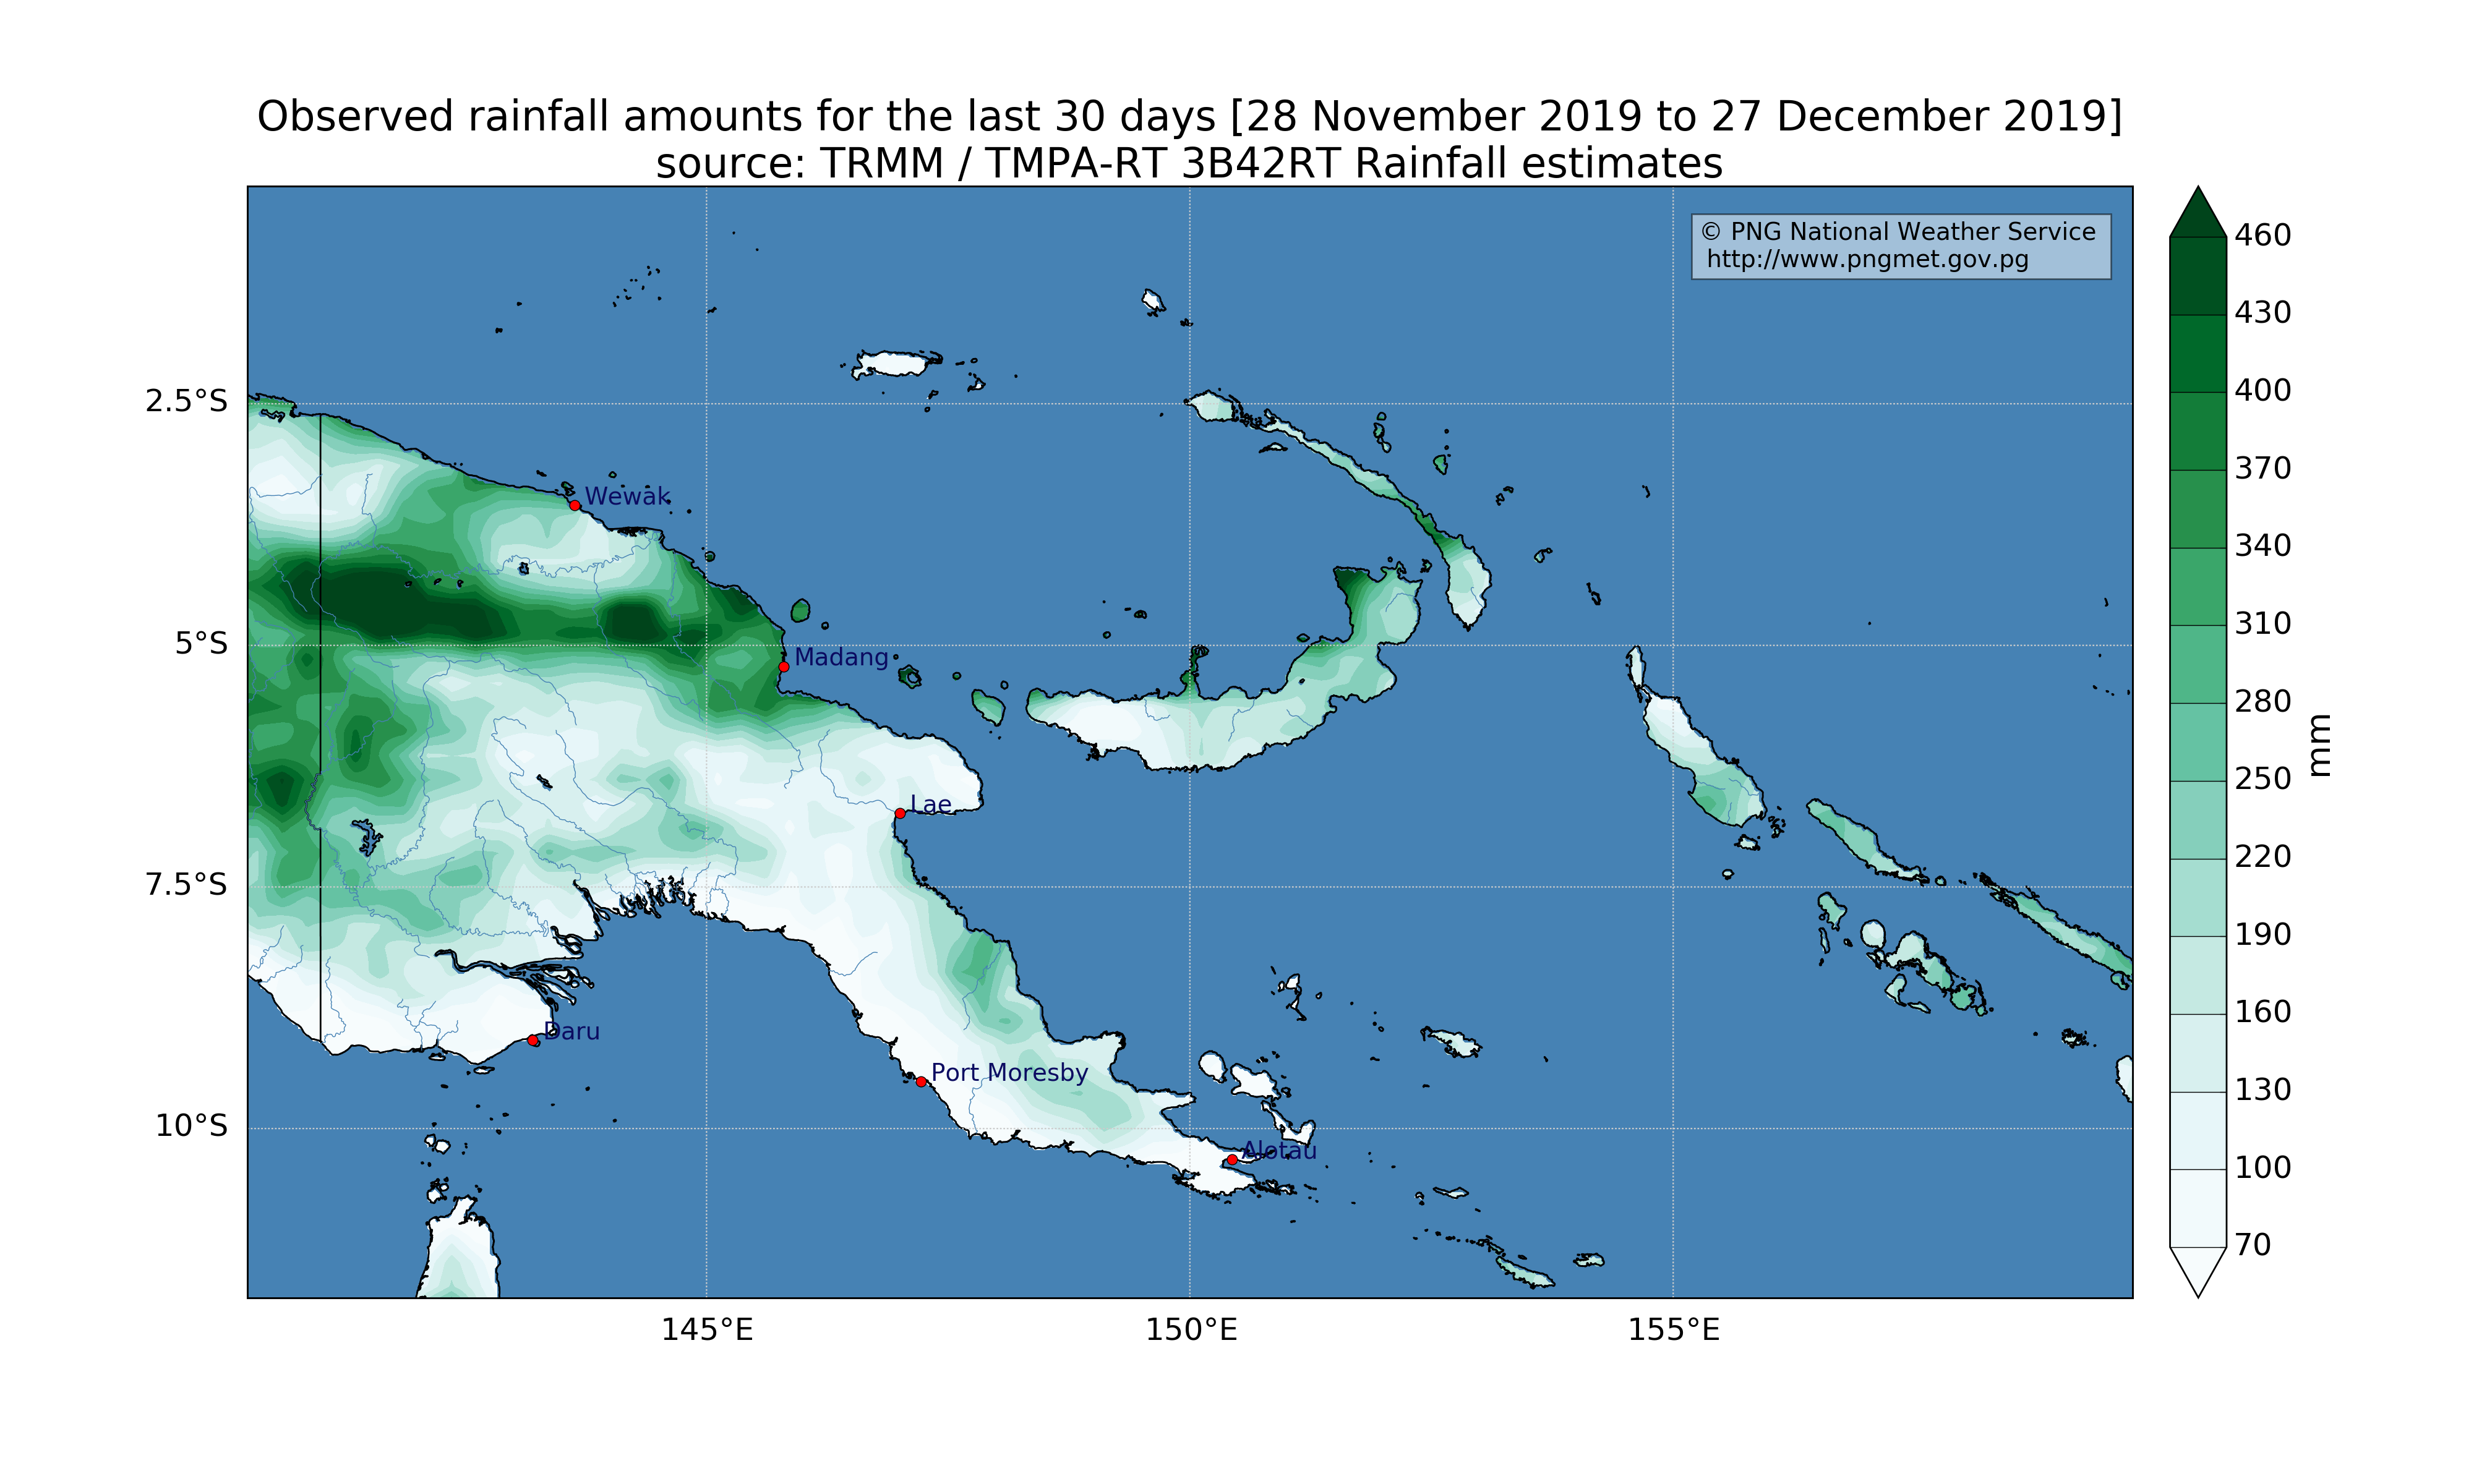 Observed rainfall amounts for the last 30 days [28 November 2019 to 27 December 2019]
source: TRMM / TMPA-RT 3B42RT Rainfall estimates
© PNG National Weather Service
http://www.pngmet.gov.pg
460
430
400
370
340
310
280
250
220
190
160
130
100
70
mm
2.5°S
5°S
7.5°S
10°S
Wewak
Madang
Lae
Daru
Port Moresby
Alotau
145°E
150°E
155°E